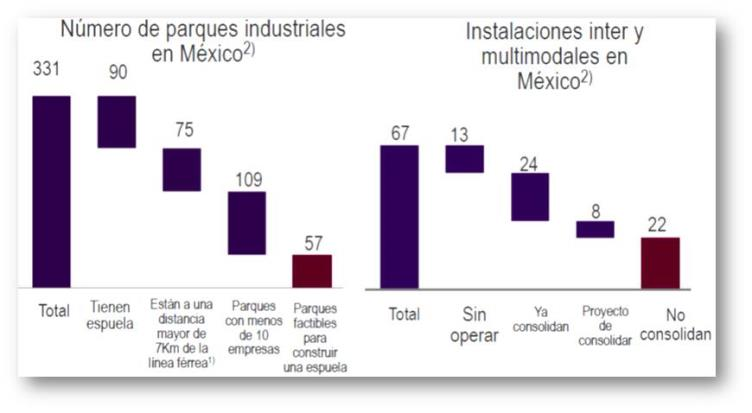 Número de parques industriales
en México2)
331
90
75
109
57
Total
Tienen
espuela
Están a una
distancia
mayor de
7Km de la
línea férrea1)
Parques
con menos
de 10
empresas
Parques
factibles
para
construir
una espuela
Instalaciones inter y
multimodales en
México2)
67
13
24
8
22
Total
Sin
operar
Ya
consolidan
Proyecto
de
consolidar
No
consolidan